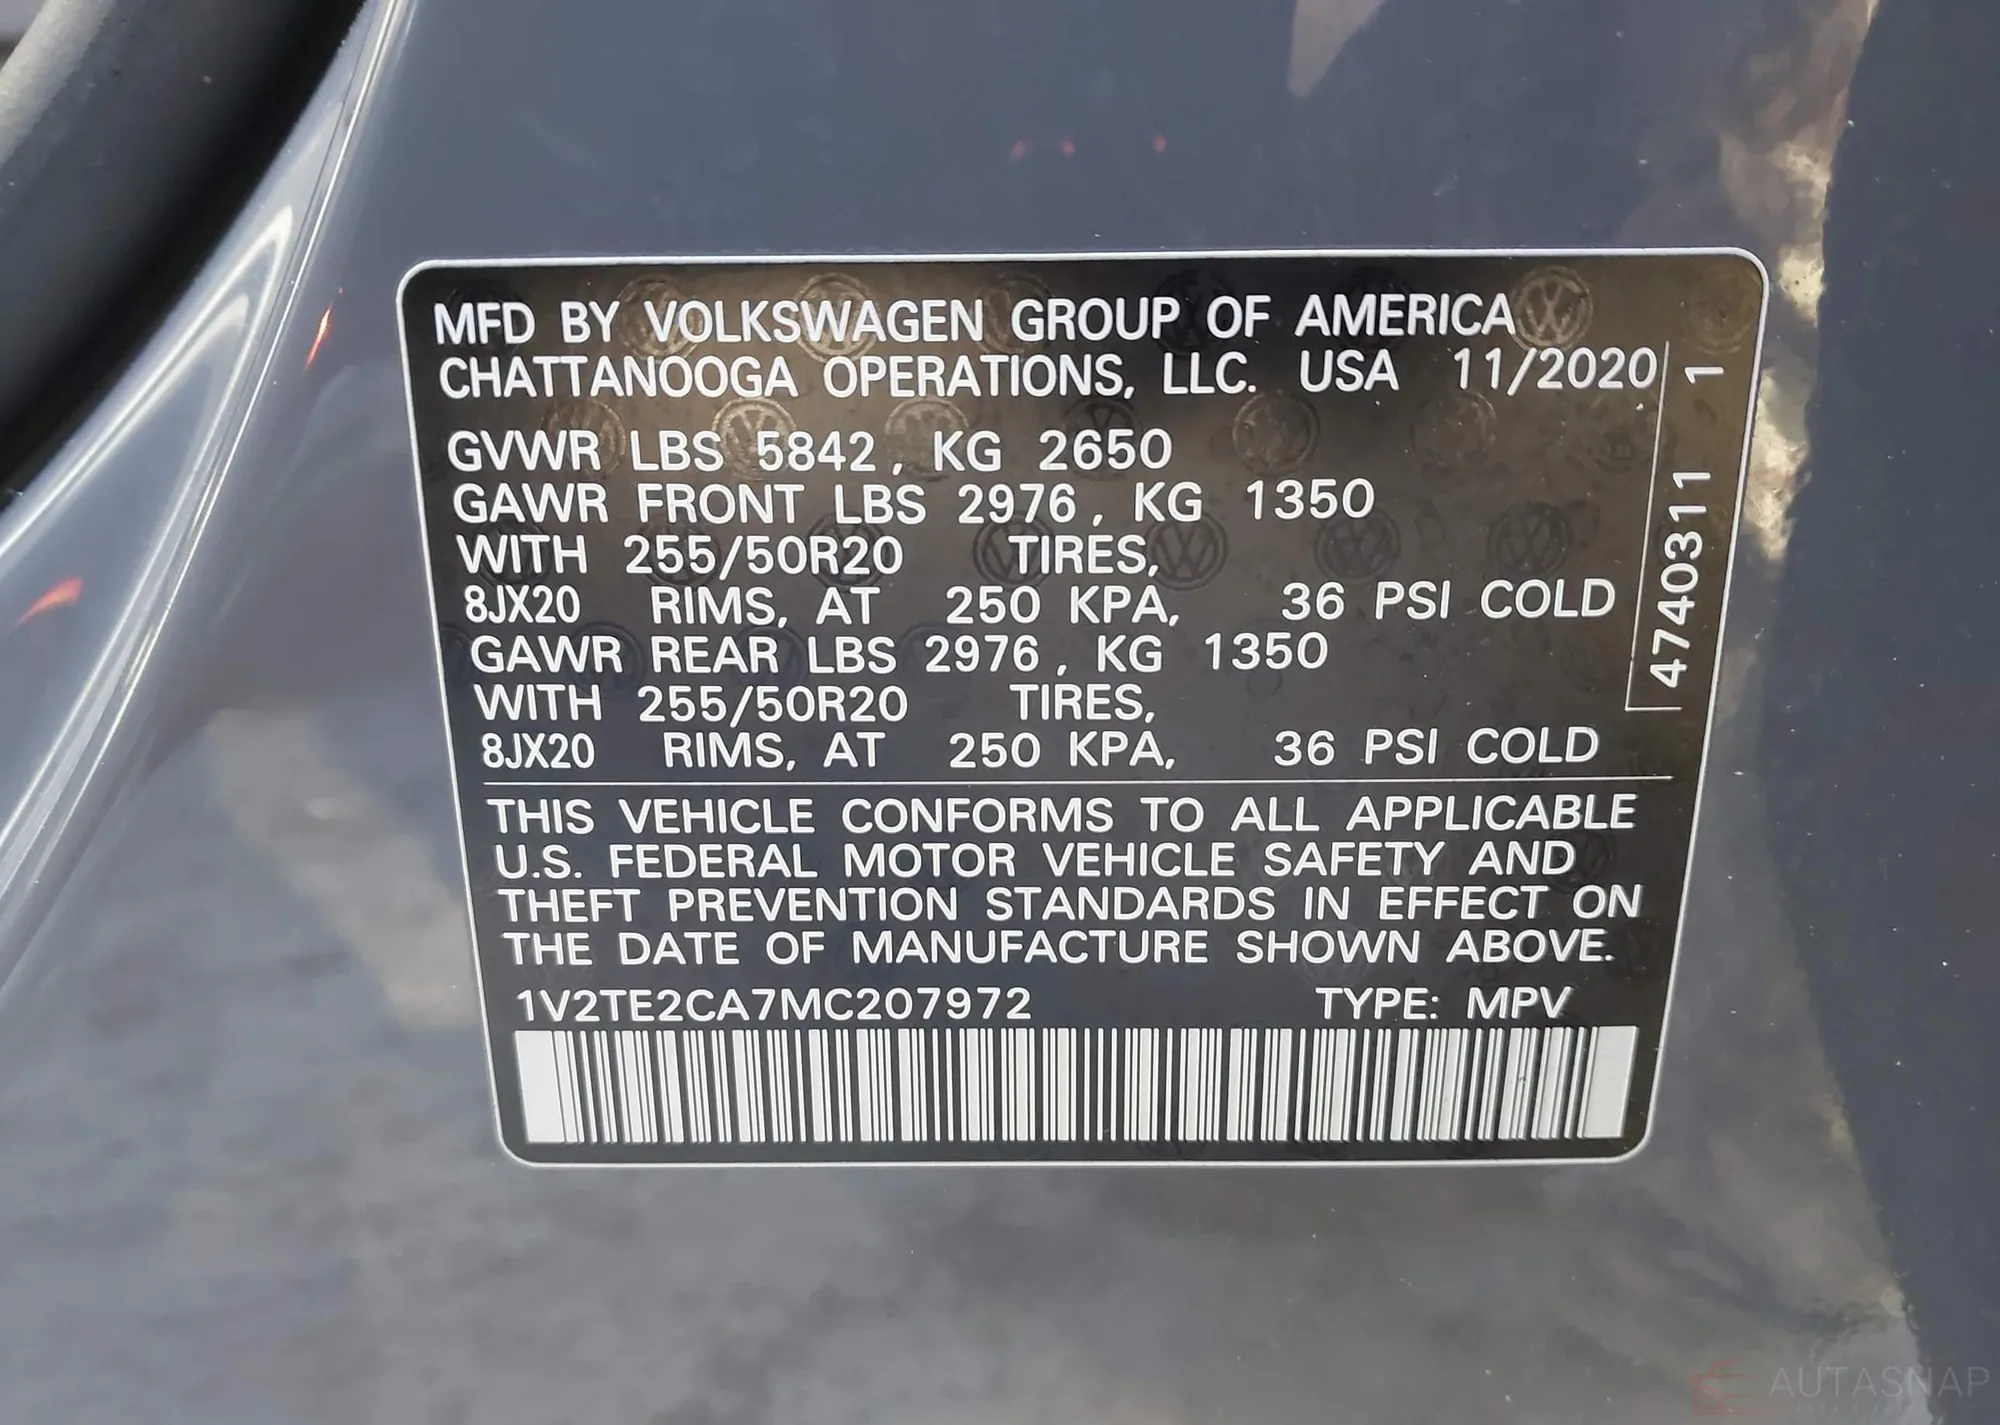 MFD BY VOLKSWAGEN GROUP OF AMERICA
CHATTANOOGA OPERATIONS, LLC. USA 11/2020
GVWR LBS 5842, KG 2650
GAWR FRONT LBS 2976, KG 1350
WITH 255/50R20 TIRES,
8JX20 RIMS, AT 250 KPA, 36 PSI COLD
GAWR REAR LBS 2976, KG 1350
WITH 255/50R20 TIRES,
8JX20 RIMS, AT 250 KPA, 36 PSI COLD
4740311 1
THIS VEHICLE CONFORMS TO ALL APPLICABLE
U.S. FEDERAL MOTOR VEHICLE SAFETY AND
THEFT PREVENTION STANDARDS IN EFFECT ON
THE DATE OF MANUFACTURE SHOWN ABOVE.
1V2TE2CA7MC207972 TYPE: MPV
AUTASNAP